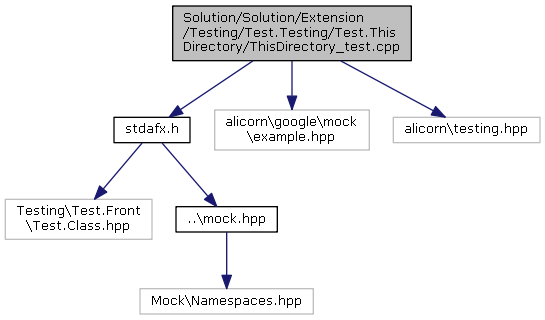 Solution/Solution/Extension
/Testing/Test.Testing/Test.This
Directory/ThisDirectory_test.cpp
stdafx.h
alicorn\google\mock
\example.hpp
alicorn\testing.hpp
Testing\Test.Front
\Test.Class.hpp
..\mock.hpp
Mock\Namespaces.hpp